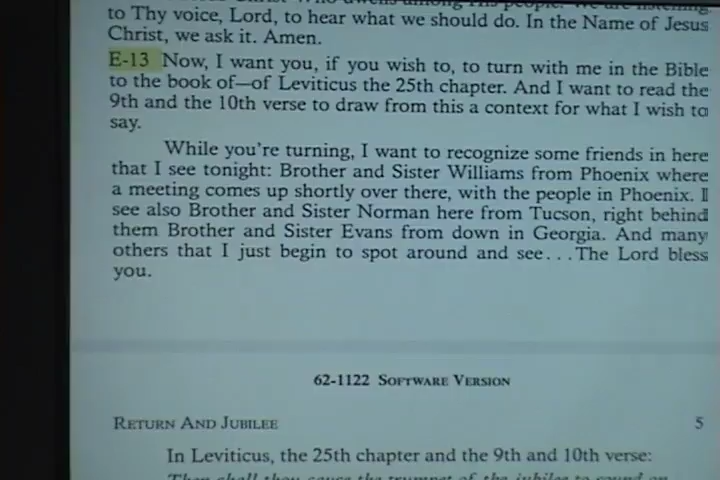 to Thy voice, Lord, to hear what we should do. In the Name of Jesus
Christ, we ask it. Amen.
E-13 Now, I want you, if you wish to, to turn with me in the Bible
to the book of—of Leviticus the 25th chapter. And I want to read the
9th and the 10th verse to draw from this a context for what I wish to
say.
While you're turning, I want to recognize some friends in here
that I see tonight: Brother and Sister Williams from Phoenix where
a meeting comes up shortly over there, with the people in Phoenix. I
see also Brother and Sister Norman here from Tucson, right behind
them Brother and Sister Evans from down in Georgia. And many
others that I just begin to spot around and see...The Lord bless
you.
62-1122 SOFTWARE VERSION
RETURN AND JUBILEE 5
In Leviticus, the 25th chapter and the 9th and 10th verse: